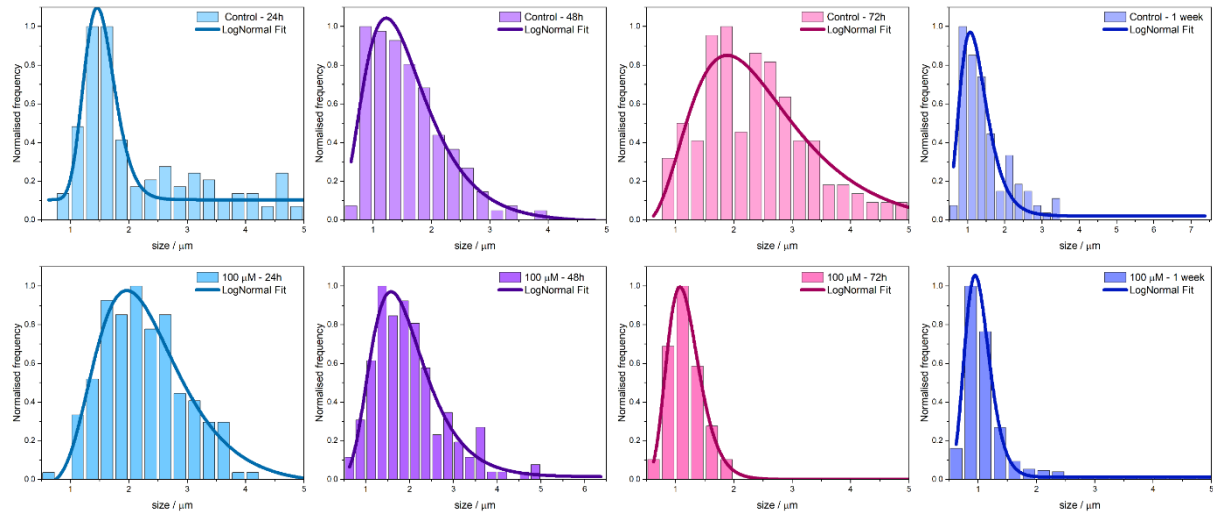 Control - 24h
LogNormal Fit
Normalised frequency
0.0
0.2
0.4
0.6
0.8
1.0
1
2
3
4
5
size / μm
Control - 48h
LogNormal Fit
Normalised frequency
0.0
0.2
0.4
0.6
0.8
1.0
1
2
3
4
5
size / μm
Control - 72h
LogNormal Fit
Normalised frequency
0.0
0.2
0.4
0.6
0.8
1.0
1
2
3
4
5
size / μm
Control - 1 week
LogNormal Fit
Normalised frequency
0.0
0.2
0.4
0.6
0.8
1.0
1
2
3
4
5
6
7
size / μm
100 μM - 24h
LogNormal Fit
Normalised frequency
0.0
0.2
0.4
0.6
0.8
1.0
1
2
3
4
5
size / μm
100 μM - 48h
LogNormal Fit
Normalised frequency
0.0
0.2
0.4
0.6
0.8
1.0
1
2
3
4
5
6
size / μm
100 μM - 72h
LogNormal Fit
Normalised frequency
0.0
0.2
0.4
0.6
0.8
1.0
1
2
3
4
5
size / μm
100 μM - 1 week
LogNormal Fit
Normalised frequency
0.0
0.2
0.4
0.6
0.8
1.0
1
2
3
4
5
size / μm